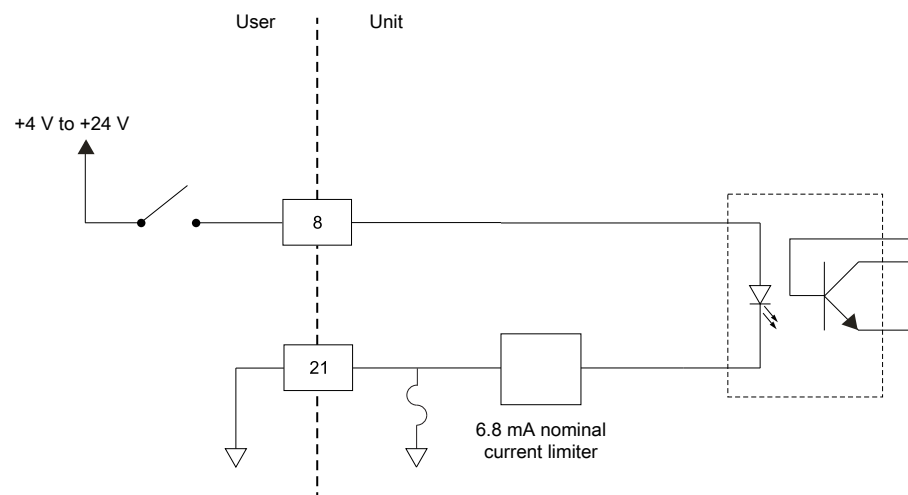 User
Unit
+4 V to +24 V
8
21
6.8 mA nominal
current limiter